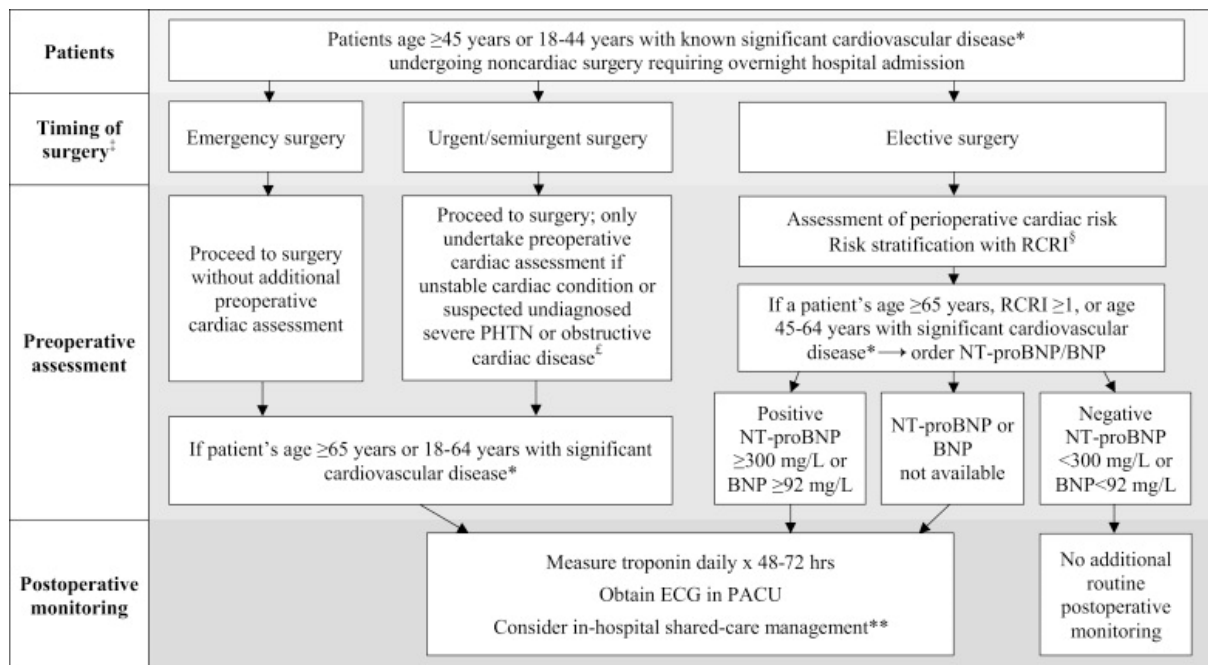 Patients
Patients age ≥45 years or 18-44 years with known significant cardiovascular disease*
undergoing noncardiac surgery requiring overnight hospital admission
Timing of
surgery‡
Emergency surgery
Urgent/semiurgent surgery
Elective surgery
Preoperative
assessment
Proceed to surgery
without additional
preoperative
cardiac assessment
Proceed to surgery; only
undertake preoperative
cardiac assessment if
unstable cardiac condition or
suspected undiagnosed
severe PHTN or obstructive
cardiac disease£
Assessment of perioperative cardiac risk
Risk stratification with RCRI§
If a patient's age ≥65 years, RCRI ≥1, or age
45-64 years with significant cardiovascular
disease* → order NT-proBNP/BNP
If patient's age ≥65 years or 18-64 years with significant
cardiovascular disease*
Positive
NT-proBNP
≥300 mg/L or
BNP ≥92 mg/L
NT-proBNP or
BNP
not available
Negative
NT-proBNP
<300 mg/L or
BNP<92 mg/L
Postoperative
monitoring
Measure troponin daily x 48-72 hrs
Obtain ECG in PACU
Consider in-hospital shared-care management**
No additional
routine
postoperative
monitoring